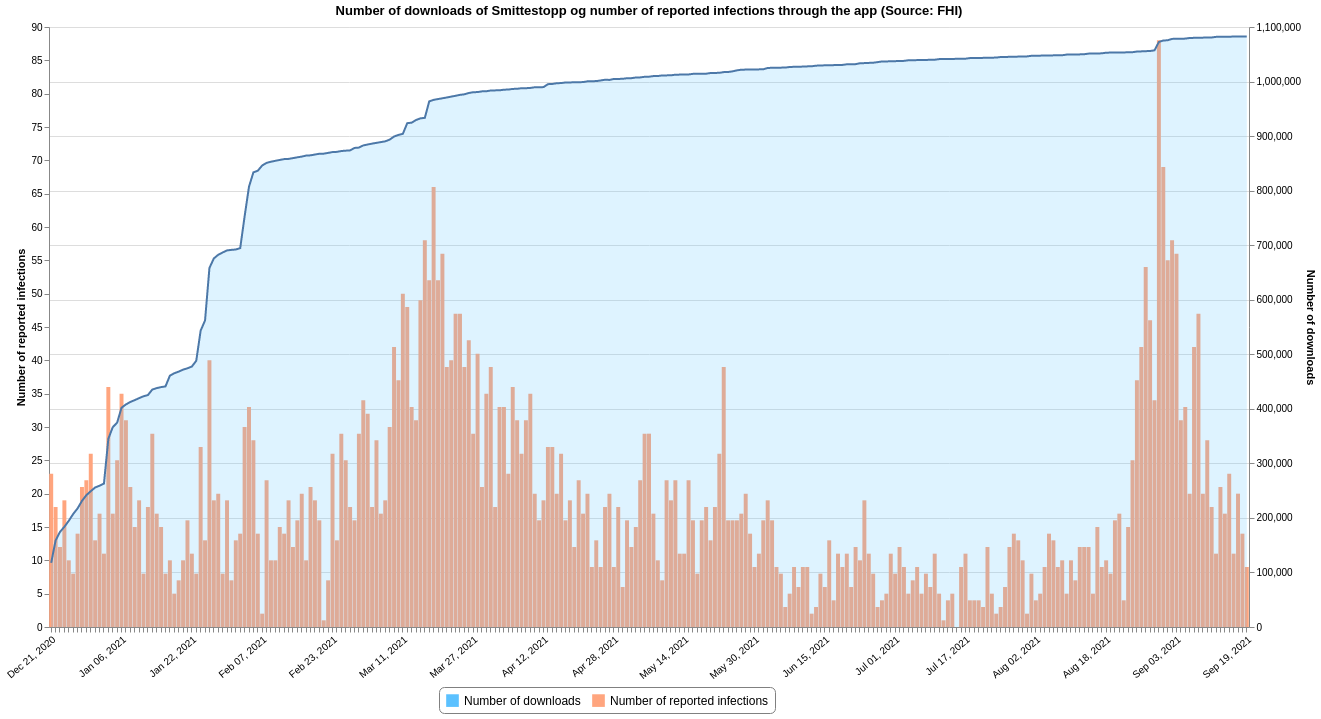 Number of downloads of Smittestopp og number of reported infections through the app (Source: FHI)
Number of reported infections
90
85
80
75
70
65
60
55
50
45
40
35
30
25
20
15
10
5
0
1,100,000
1,000,000
900,000
800,000
700,000
600,000
500,000
400,000
300,000
200,000
100,000
0
Number of downloads
Dec 21, 2020
Jan 06, 2021
Jan 22, 2021
Feb 07, 2021
Feb 23, 2021
Mar 11, 2021
Mar 27, 2021
Apr 12, 2021
Apr 28, 2021
May 14, 2021
May 30, 2021
Jun 15, 2021
Jul 01, 2021
Jul 17, 2021
Aug 02, 2021
Aug 18, 2021
Sep 03, 2021
Sep 19, 2021
Number of downloads
Number of reported infections